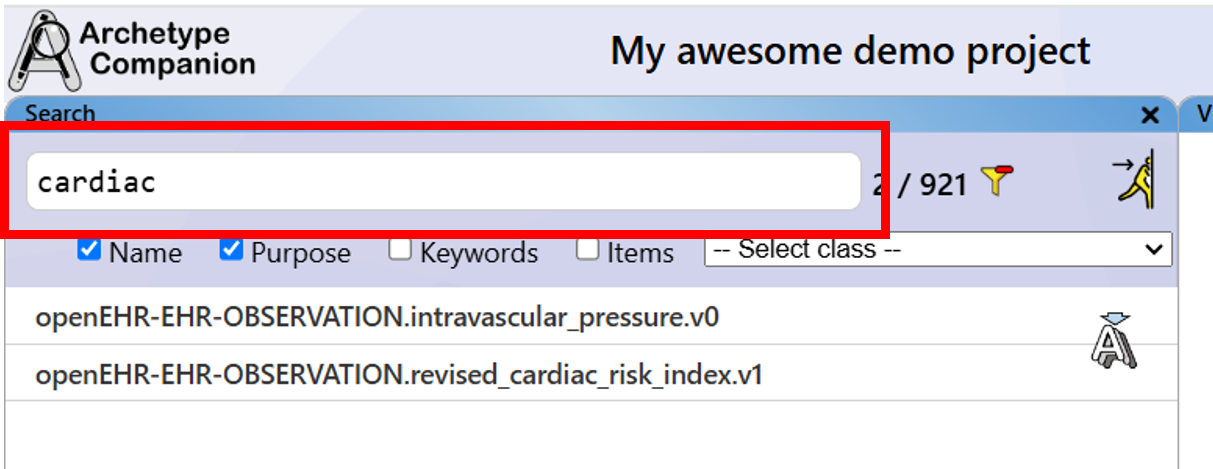 Archetype
Companion
My awesome demo project
Search
V
cardiac
2 / 921
Name Purpose Keywords Items -- Select class --
openEHR-EHR-OBSERVATION.intravascular_pressure.v0
openEHR-EHR-OBSERVATION.revised_cardiac_risk_index.v1